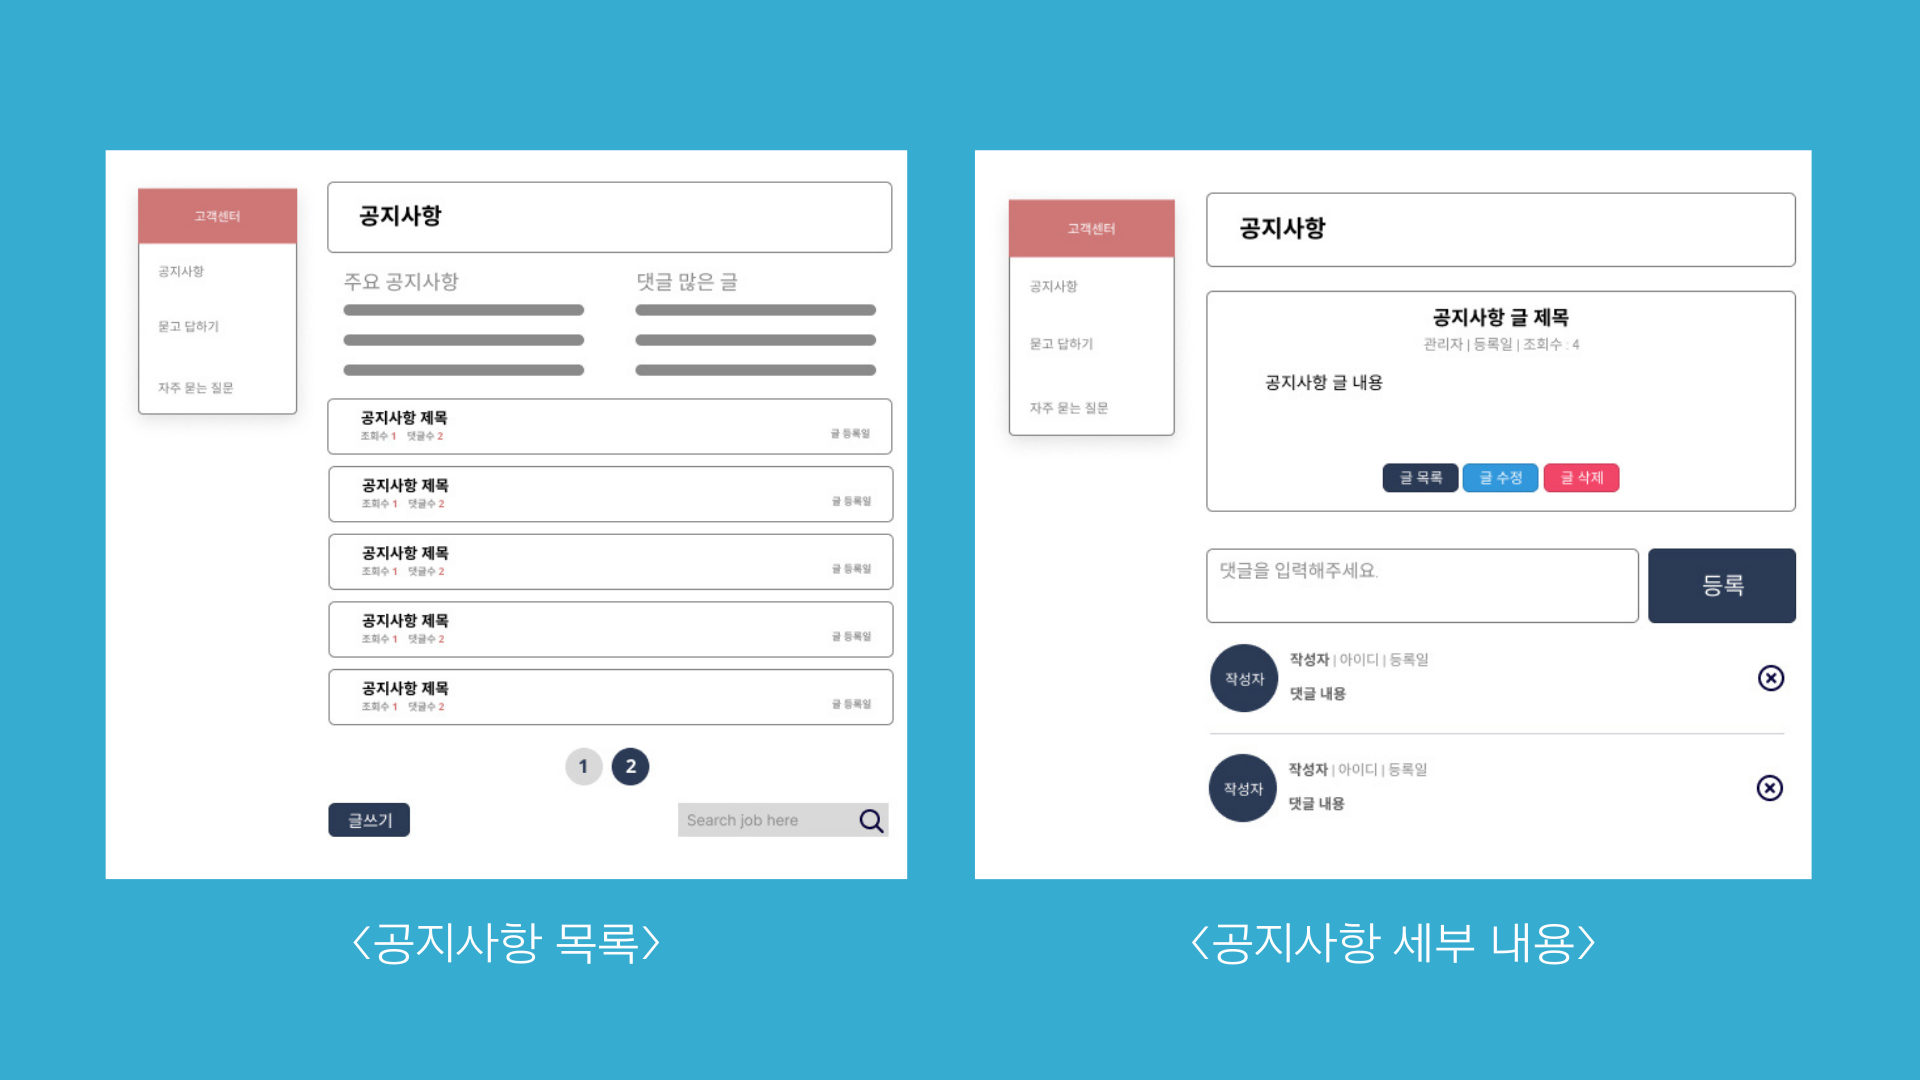 고객센터
공지사항
묻고 답하기
자주 묻는 질문
공지사항
주요 공지사항
댓글 많은 글
공지사항 제목
조회수 1 댓글수 2
글 등록일
공지사항 제목
조회수 1 댓글수 2
글 등록일
공지사항 제목
조회수 1 댓글수 2
글 등록일
공지사항 제목
조회수 1 댓글수 2
글 등록일
공지사항 제목
조회수 1 댓글수 2
글 등록일
1 2
글쓰기
Search job here
<공지사항 목록>
고객센터
공지사항
묻고 답하기
자주 묻는 질문
공지사항
공지사항 글 제목
관리자 | 등록일 | 조회수 : 4
공지사항 글 내용
글 목록
글 수정
글 삭제
댓글을 입력해주세요.
등록
작성자
작성자 | 아이디 | 등록일
댓글 내용
작성자
작성자 | 아이디 | 등록일
댓글 내용
<공지사항 세부 내용>